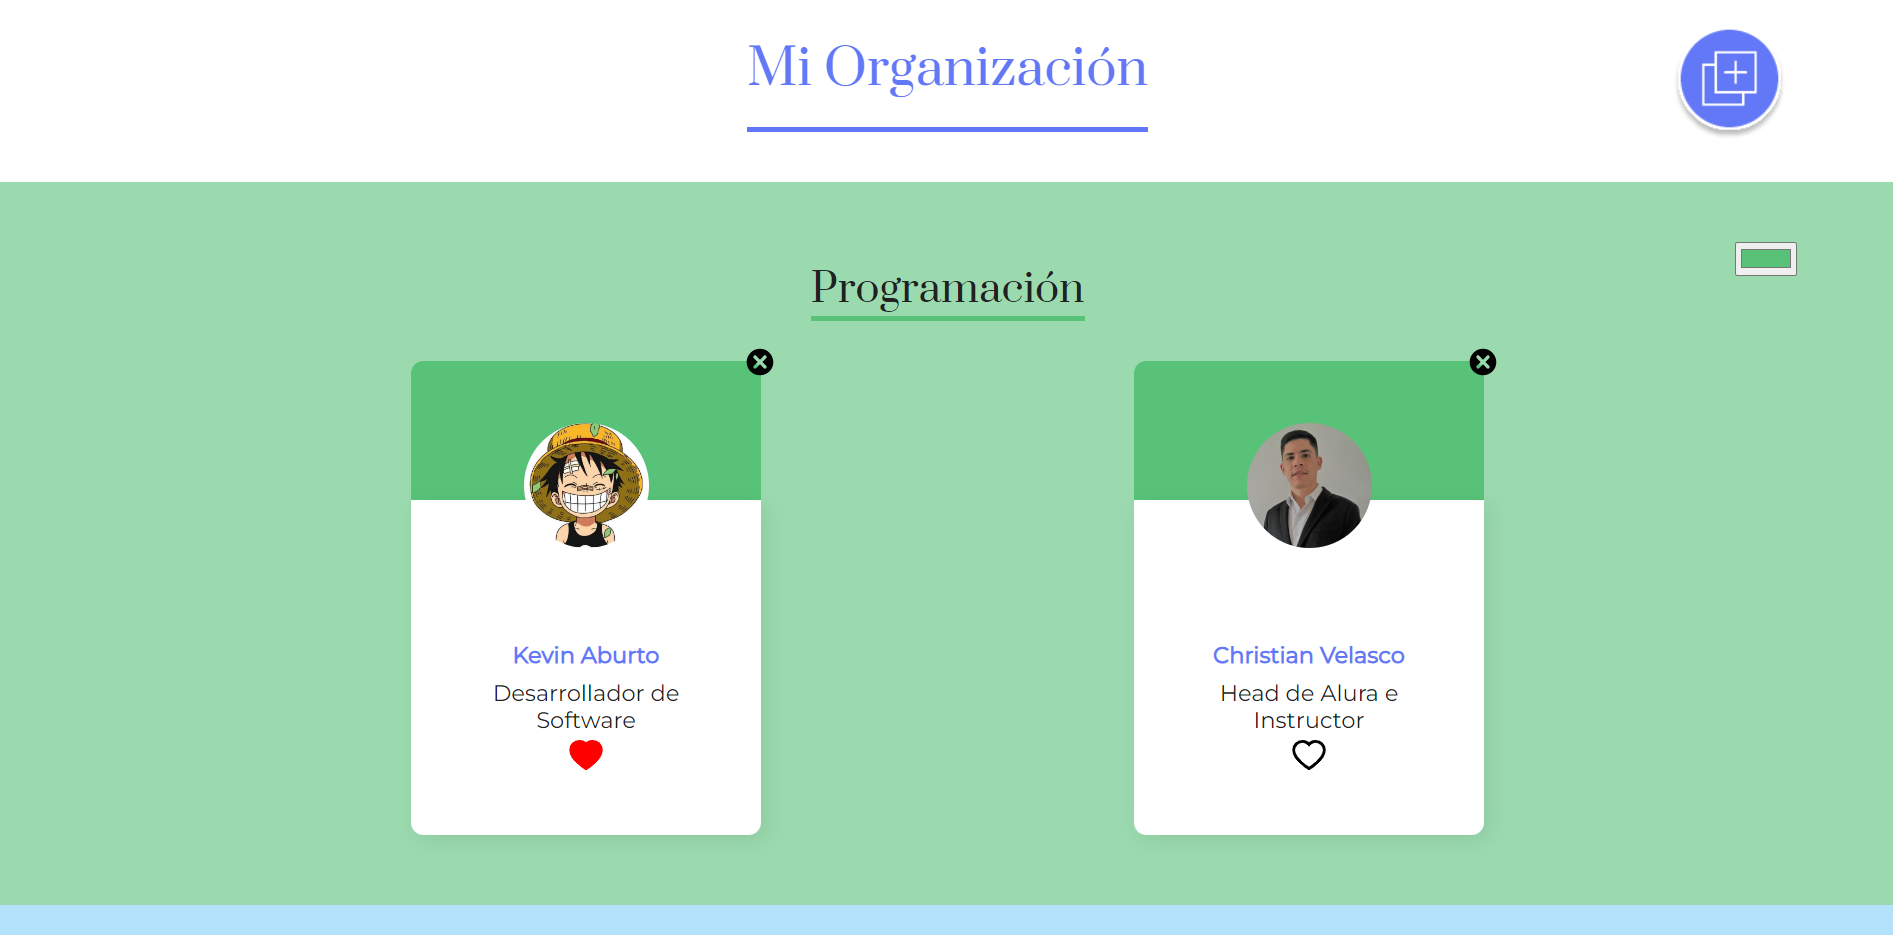 Mi Organización
Programación
Kevin Aburto
Desarrollador de
Software
Christian Velasco
Head de Alura e
Instructor